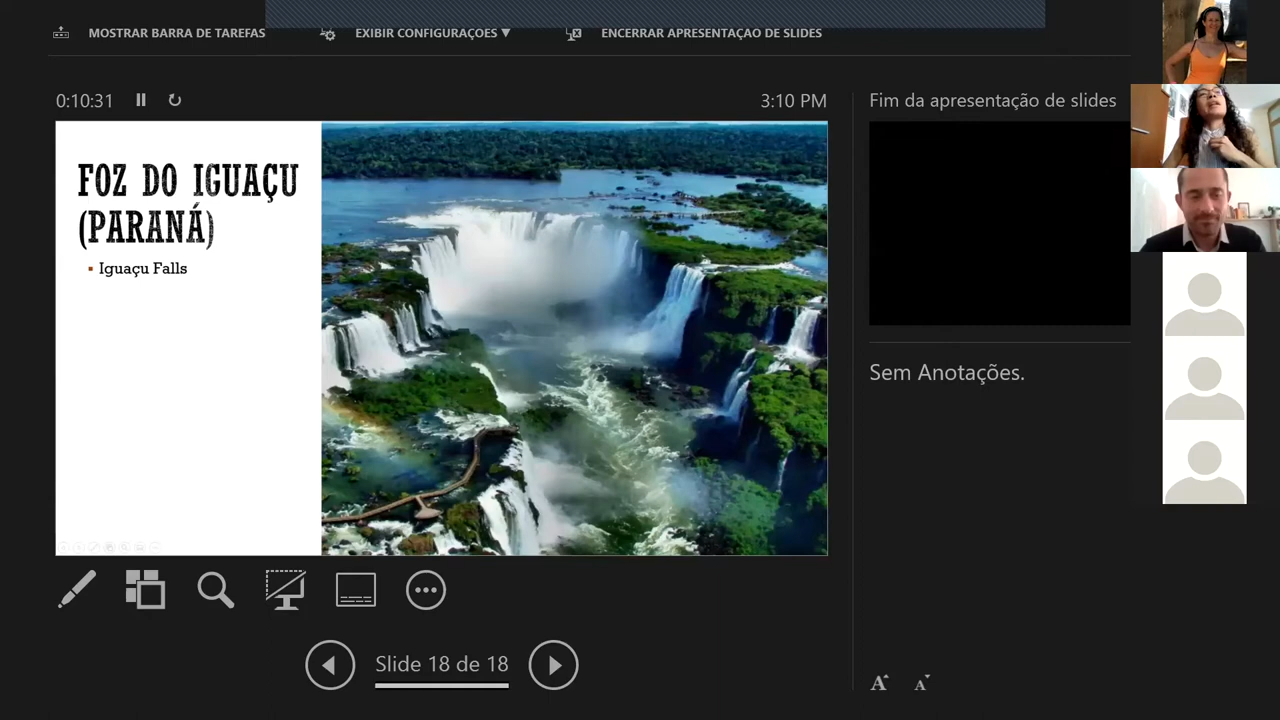 MOSTRAR BARRA DE TAREFAS
EXIBIR CONFIGURAÇÕES ▼
ENCERRAR APRESENTAÇÃO DE SLIDES
0:10:31
3:10 PM
Fim da apresentação de slides
FOZ DO IGUAÇU
(PARANÁ)
▪ Iguaçu Falls
Sem Anotações.
Slide 18 de 18
A A